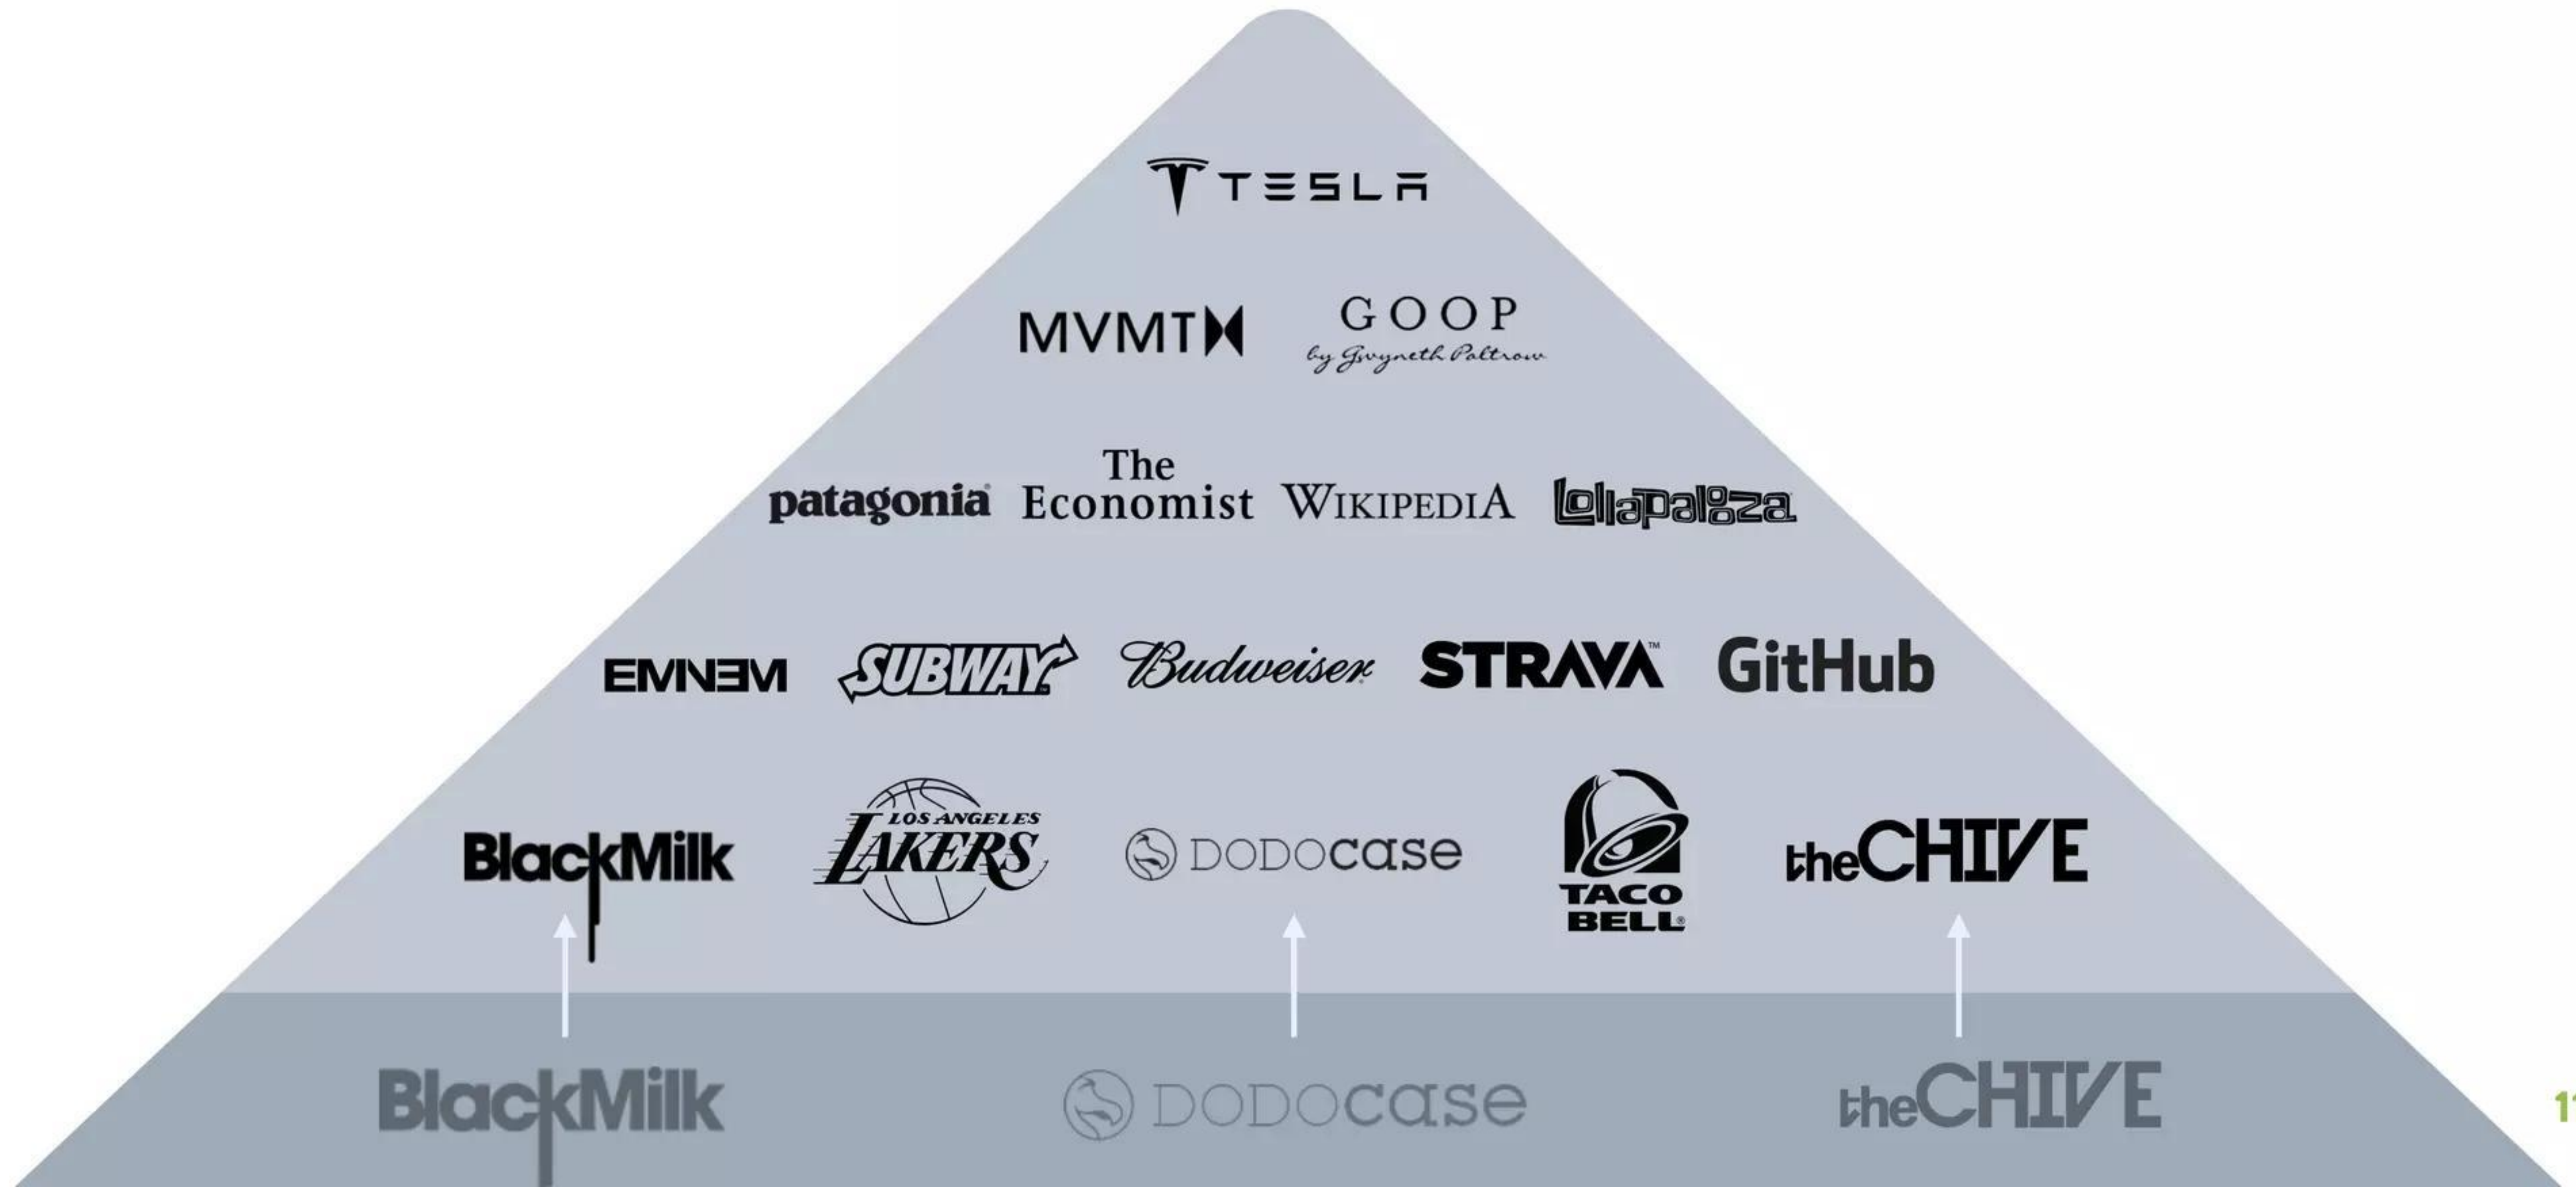 TESLA
MVMT
GOOP
by Gwyneth Paltrow
patagonia®
The
Economist
WIKIPEDIA
Lollapalooza
EMINEM
SUBWAY
Budweiser
STRAVA™
GitHub
BlackMilk
LOS ANGELES
LAKERS
DODOcase
TACO
BELL®
theCHIVE
BlackMilk
DODOcase
theCHIVE